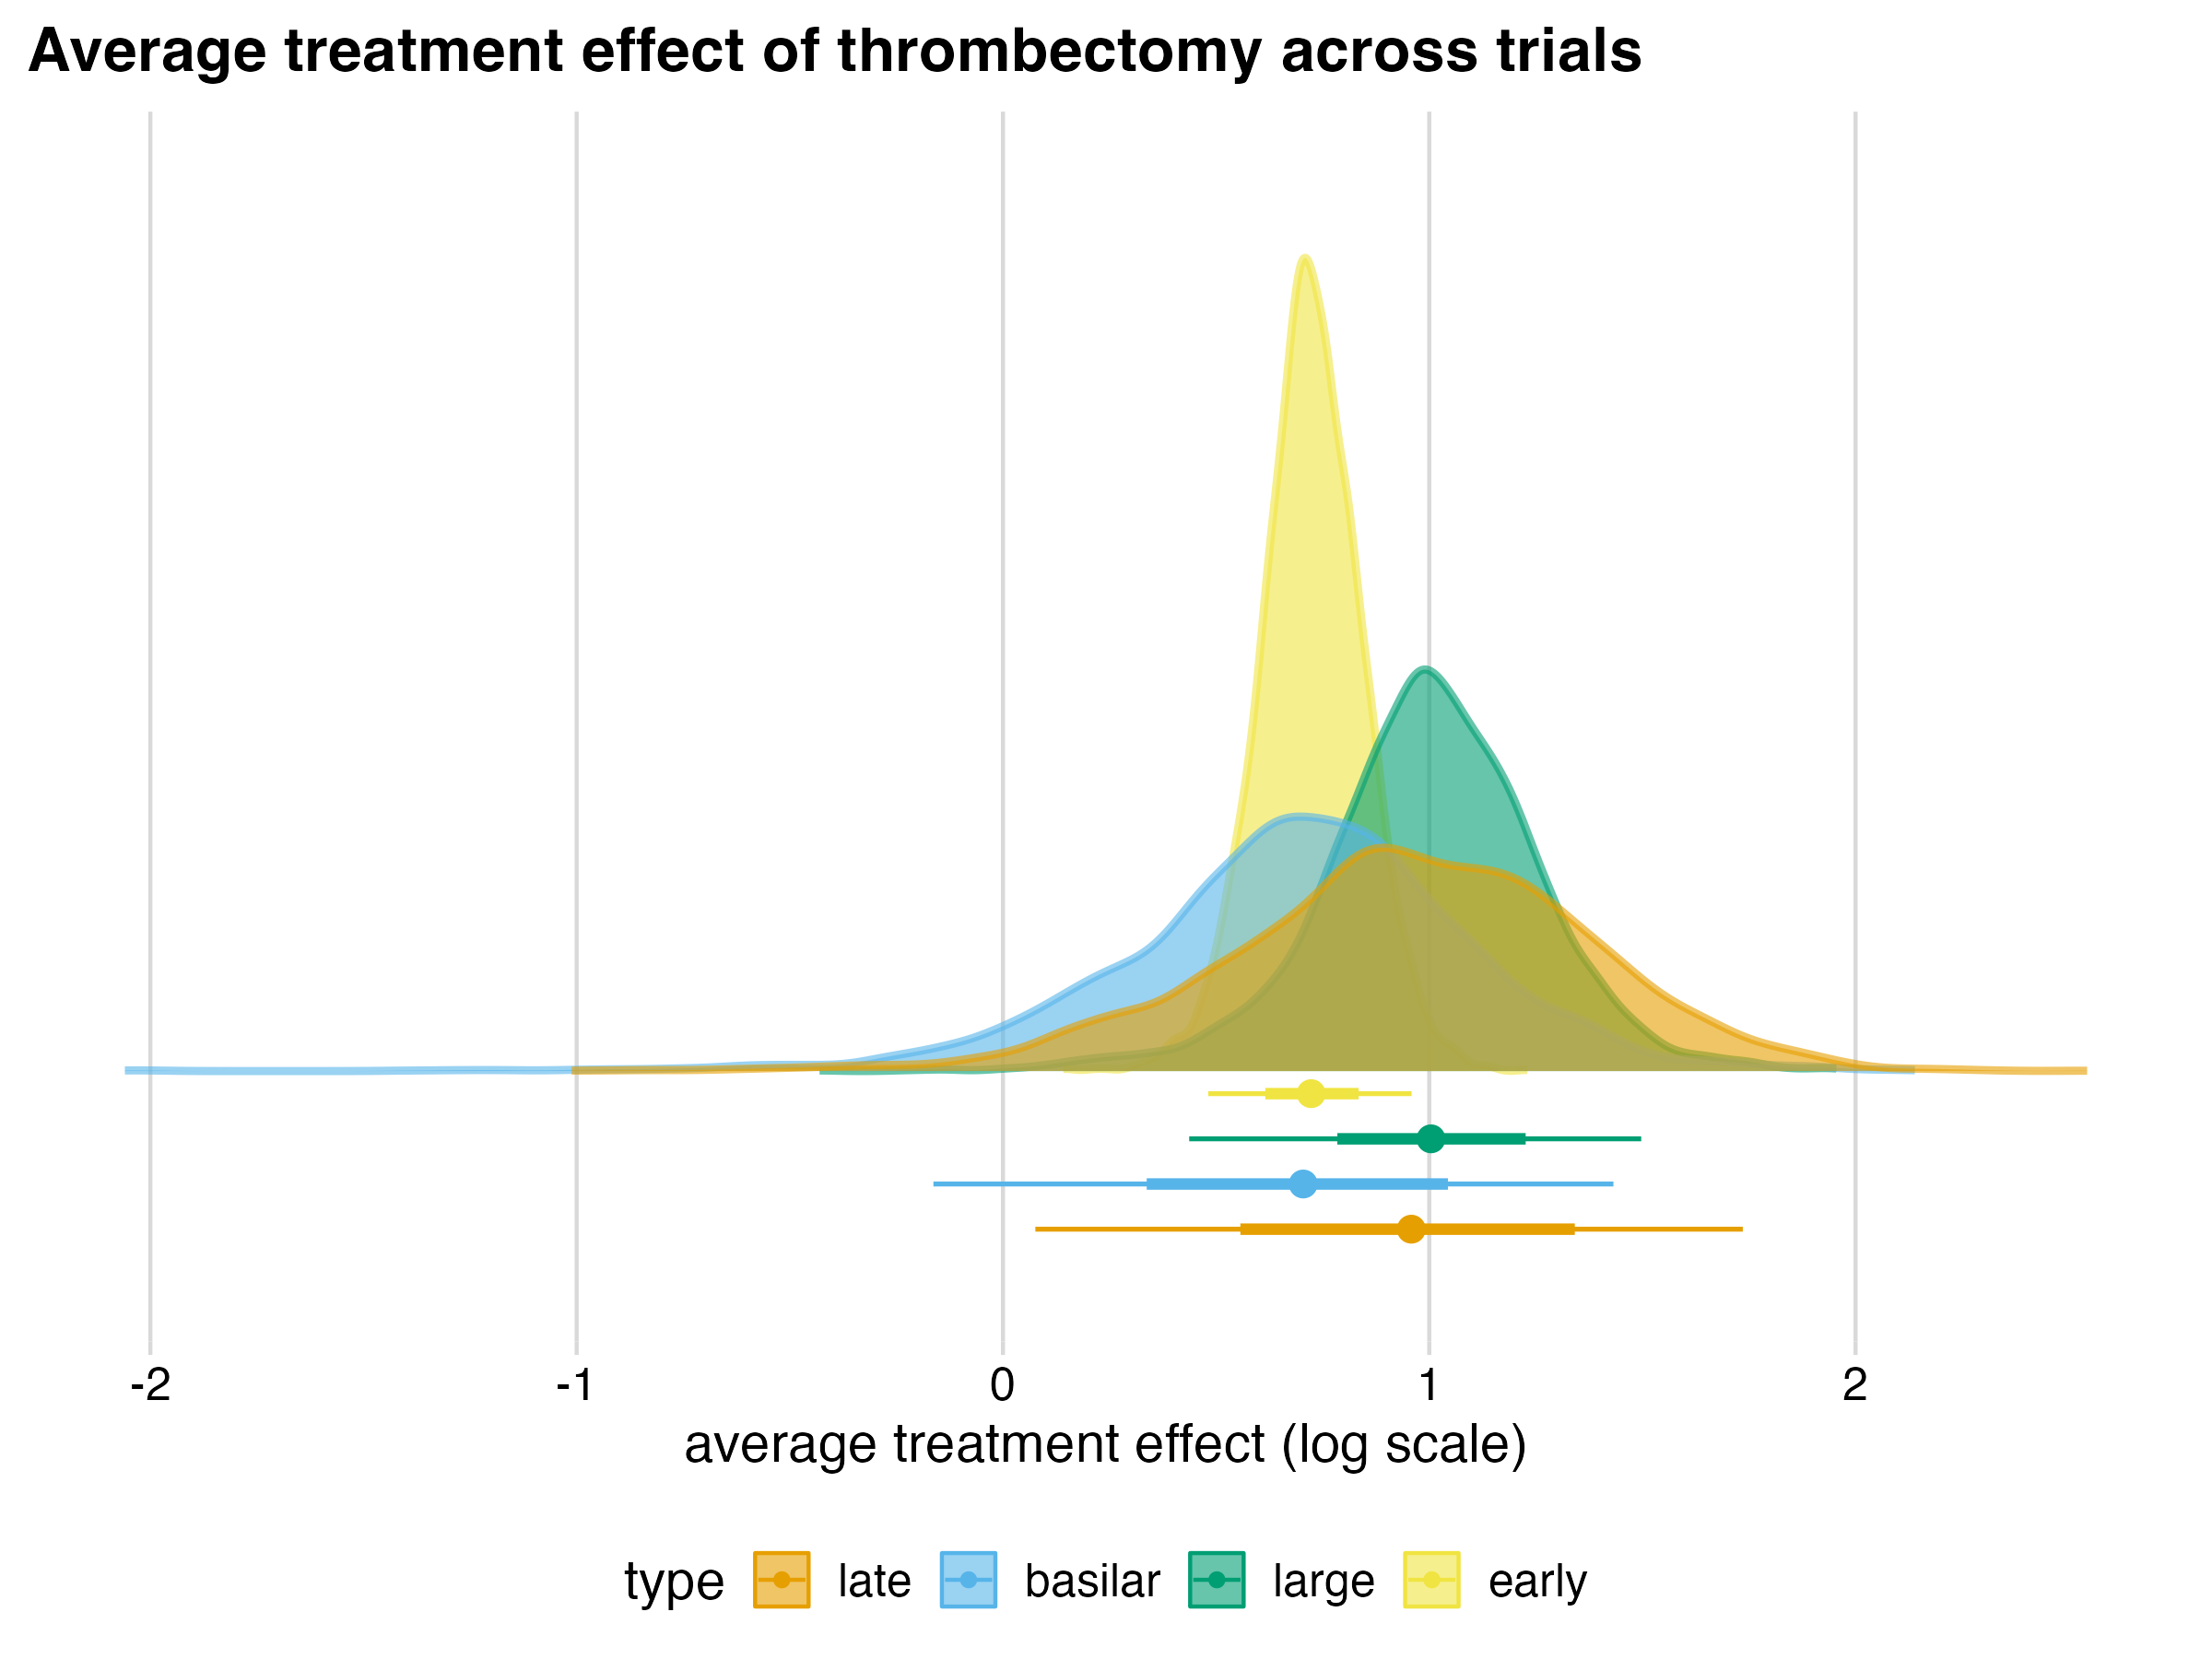 Average treatment effect of thrombectomy across trials
-2 -1 0 1 2
average treatment effect (log scale)
type late basilar large early